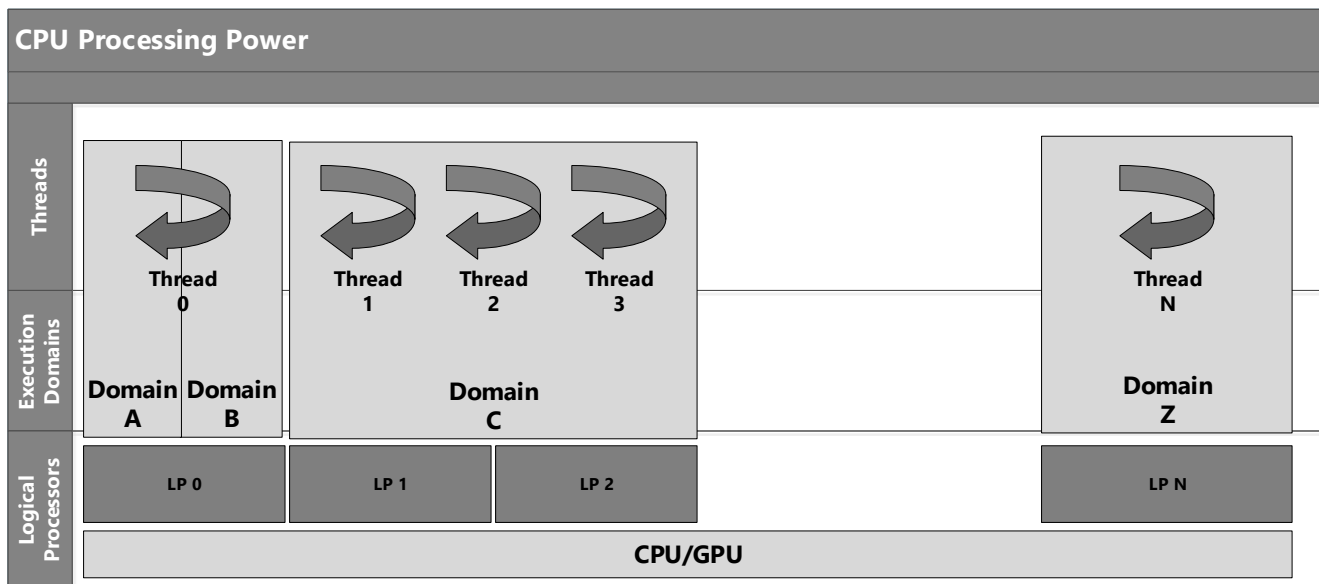 CPU Processing Power
Threads
Thread
0
Thread
1
Thread
2
Thread
3
Thread
N
Execution
Domains
Domain
A
Domain
B
Domain
C
Domain
Z
Logical
Processors
LP 0
LP 1
LP 2
LP N
CPU/GPU